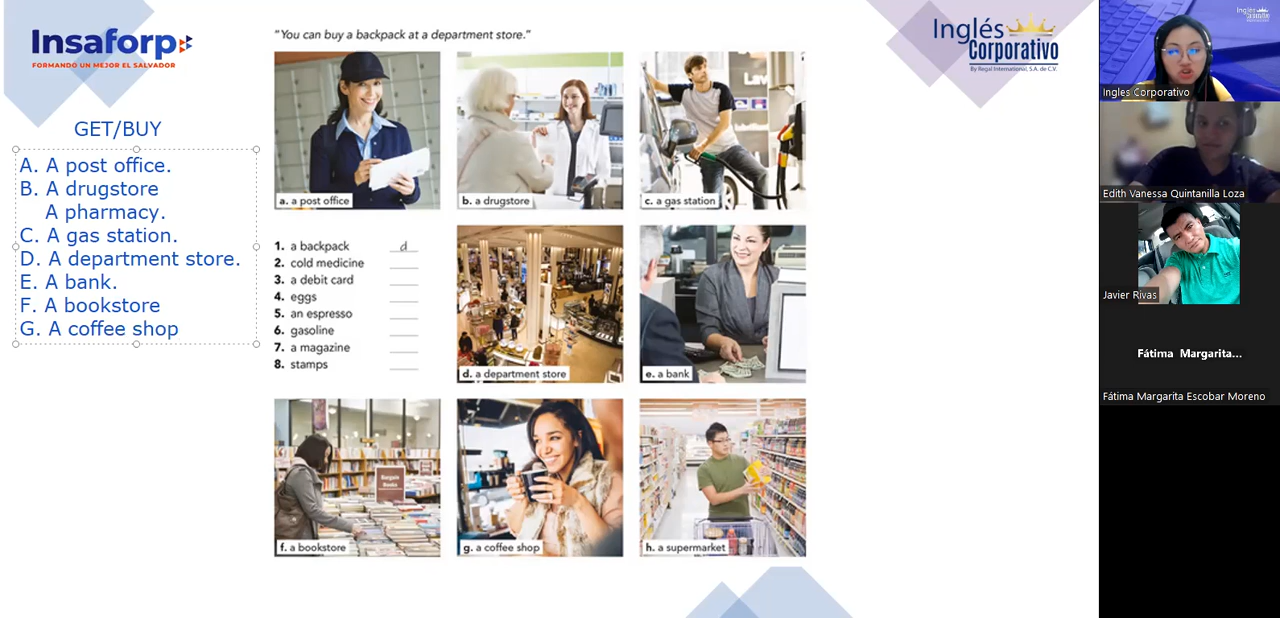 Insaforp
FORMANDO UN MEJOR EL SALVADOR
GET/BUY
A. A post office.
B. A drugstore
A pharmacy.
C. A gas station.
D. A department store.
E. A bank.
F. A bookstore
G. A coffee shop
"You can buy a backpack at a department store."
a. a post office
b. a drugstore
Lav
c. a gas station
1. a backpack d
2. cold medicine
3. a debit card
4. eggs
5. an espresso
6. gasoline
7. a magazine
8. stamps
d. a department store
e. a bank
Bargain
Books
f. a bookstore
g. a coffee shop
h. a supermarket
Inglés
Corporativo
By Regal International, S.A. de C.V.
Inglés
Ingles Corporativo
Edith Vanessa Quintanilla Loza
Javier Rivas
Fátima Margarita...
Fátima Margarita Escobar Moreno